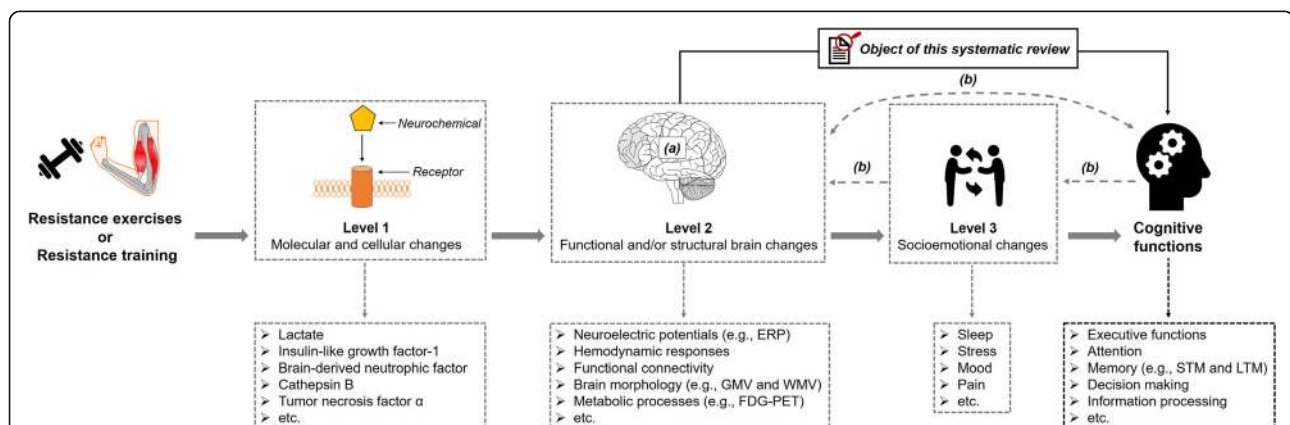 Object of this systematic review
(b)
Neurochemical
Receptor
(a)
(b)
(b)
Resistance exercises
or
Resistance training
Level 1
Molecular and cellular changes
Level 2
Functional and/or structural brain changes
Level 3
Socioemotional changes
Cognitive
functions
➢ Lactate
➢ Insulin-like growth factor-1
➢ Brain-derived neutrophic factor
➢ Cathepsin B
➢ Tumor necrosis factor α
➢ etc.
➢ Neuroelectric potentials (e.g., ERP)
➢ Hemodynamic responses
➢ Functional connectivity
➢ Brain morphology (e.g., GMV and WMV)
➢ Metabolic processes (e.g., FDG-PET)
➢ etc.
➢ Sleep
➢ Stress
➢ Mood
➢ Pain
➢ etc.
➢ Executive functions
➢ Attention
➢ Memory (e.g., STM and LTM)
➢ Decision making
➢ Information processing
➢ etc.